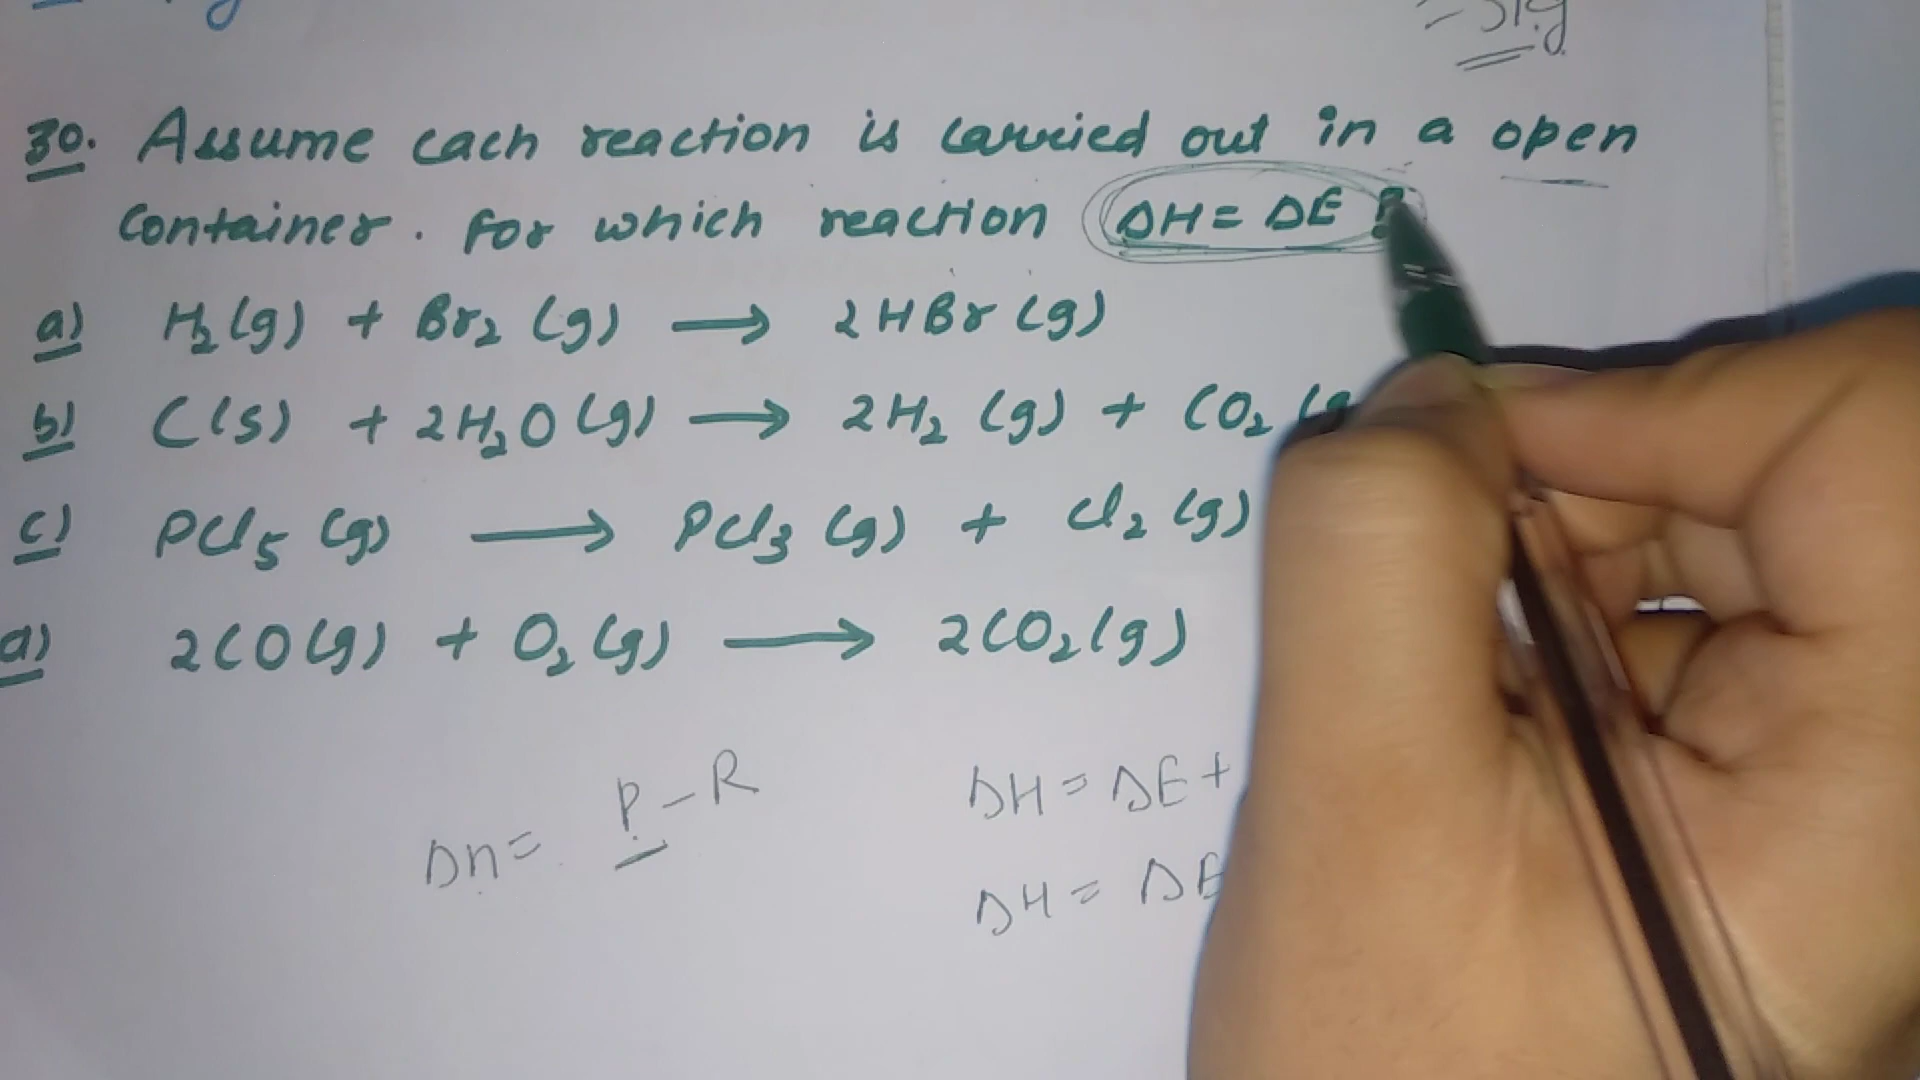 30. Assume each reaction is carried out in a open
container. For which reaction ΔH = ΔE ?
a) H₂(g) + Br₂ (g) → 2HBr (g)
b) C(s) + 2H₂O (g) → 2H₂ (g) + CO₂ (g
c) PCl₅ (g) → PCl₃ (g) + Cl₂ (g)
d) 2CO(g) + O₂ (g) → 2CO₂ (g)
Δn = P – R
ΔH = ΔE +
ΔH = ΔE